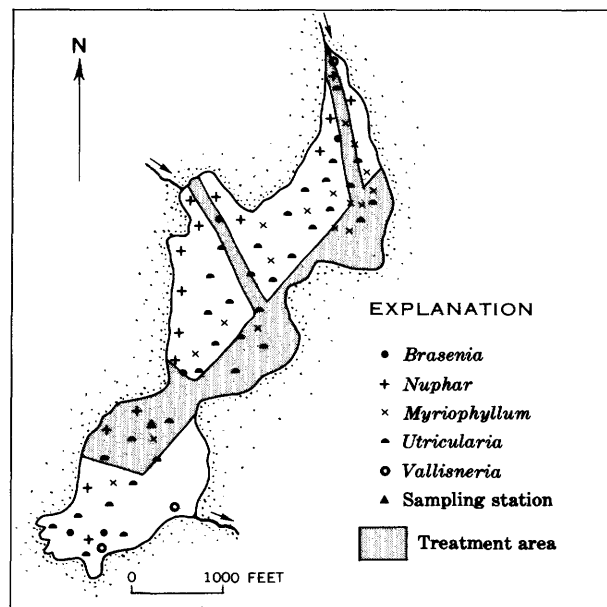 N
EXPLANATION
Brasenia
Nuphar
Myriophyllum
Utricularia
Vallisneria
Sampling station
Treatment area
0 1000 FEET